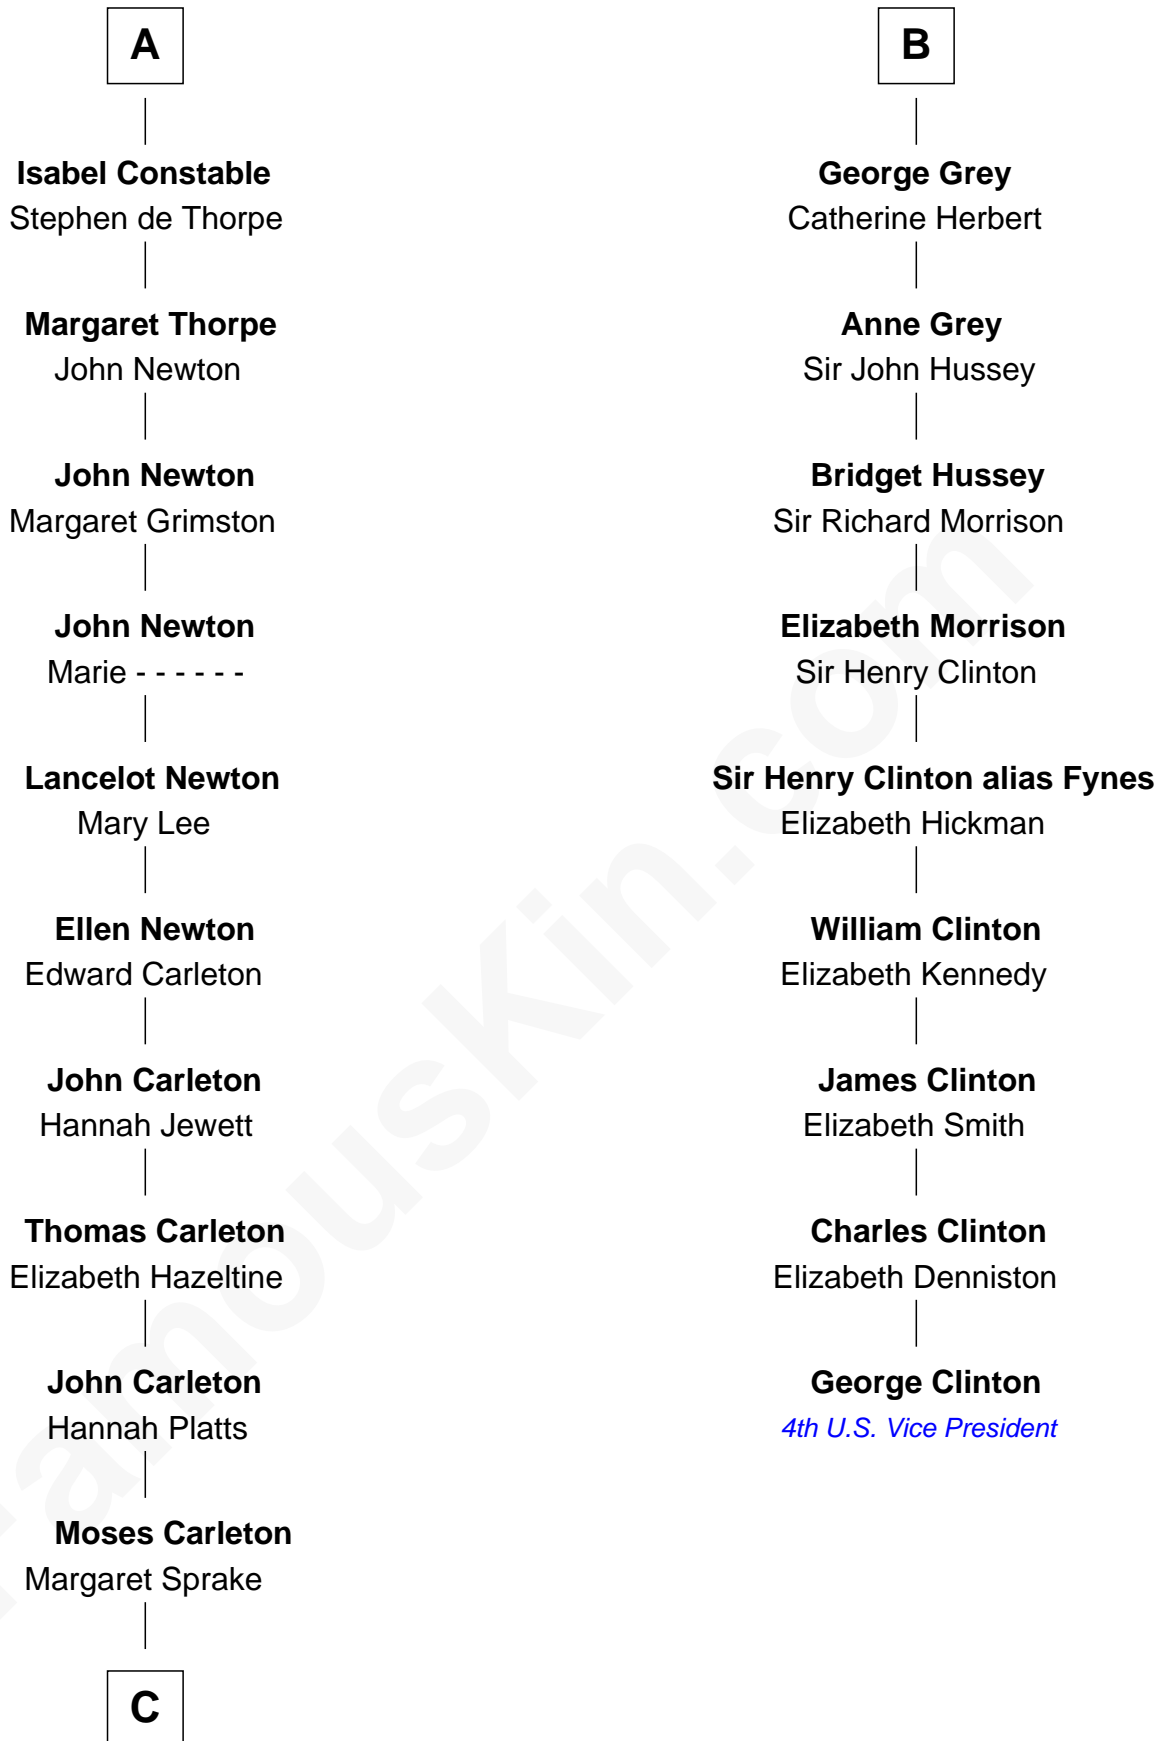 A
Isabel Constable
Stephen de Thorpe
Margaret Thorpe
John Newton
John Newton
Margaret Grimston
John Newton
Marie - - - - - -
Lancelot Newton
Mary Lee
Ellen Newton
Edward Carleton
John Carleton
Hannah Jewett
Thomas Carleton
Elizabeth Hazeltine
John Carleton
Hannah Platts
Moses Carleton
Margaret Sprake
C
B
George Grey
Catherine Herbert
Anne Grey
Sir John Hussey
Bridget Hussey
Sir Richard Morrison
Elizabeth Morrison
Sir Henry Clinton
Sir Henry Clinton alias Fynes
Elizabeth Hickman
William Clinton
Elizabeth Kennedy
James Clinton
Elizabeth Smith
Charles Clinton
Elizabeth Denniston
George Clinton
4th U.S. Vice President
FamousKin.com